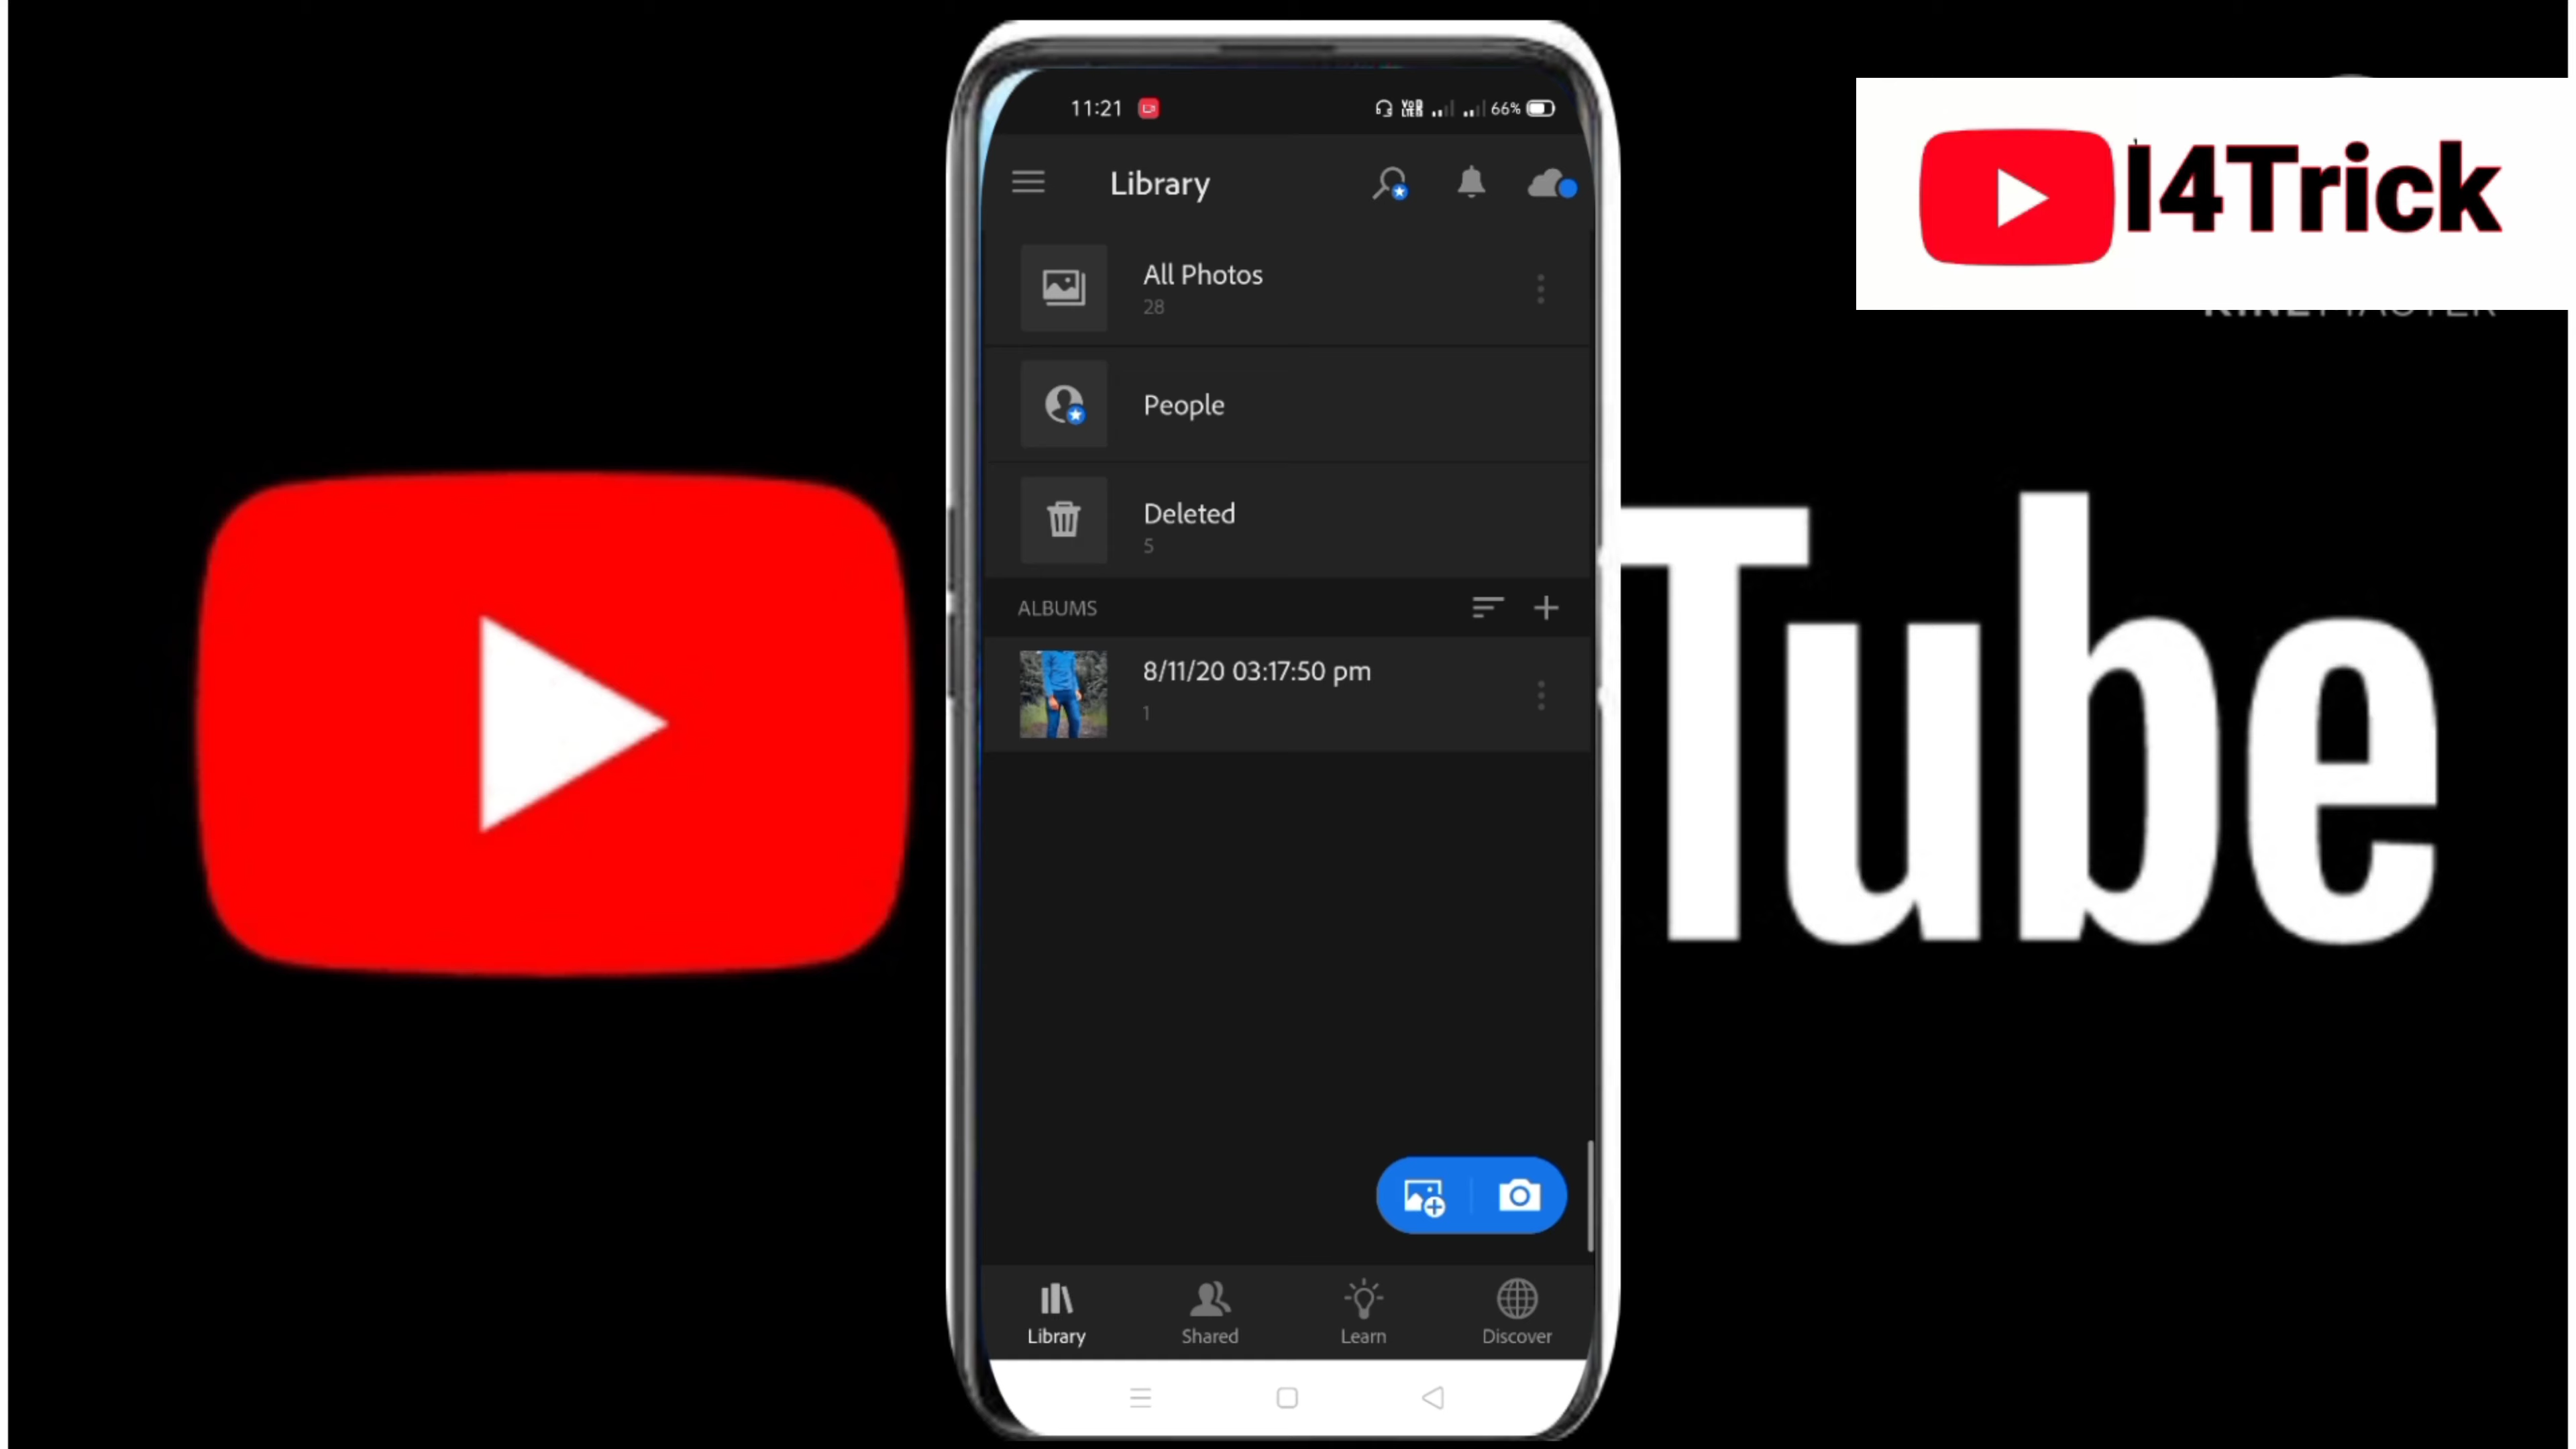 11:21
66%
I4Trick
KINEMASTER
Library
All Photos
28
People
Deleted
5
ALBUMS
8/11/20 03:17:50 pm
1
Tube
Library
Shared
Learn
Discover